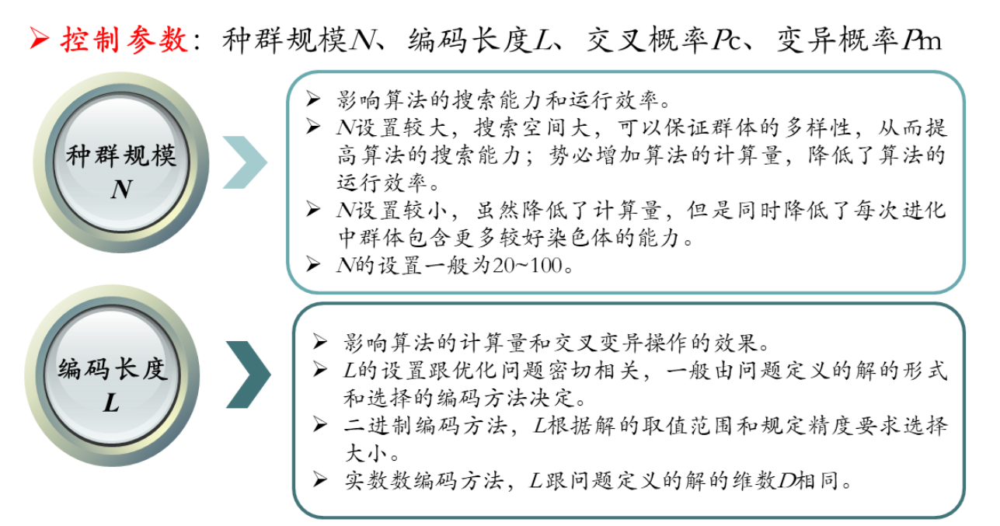 ➢ 控制参数：种群规模N、编码长度L、交叉概率Pc、变异概率Pm
种群规模
N
➢ 影响算法的搜索能力和运行效率。
➢ N设置较大，搜索空间大，可以保证群体的多样性，从而提
高算法的搜索能力；势必增加算法的计算量，降低了算法的
运行效率。
➢ N设置较小，虽然降低了计算量，但是同时降低了每次进化
中群体包含更多较好染色体的能力。
➢ N的设置一般为20~100。
编码长度
L
➢ 影响算法的计算量和交叉变异操作的效果。
➢ L的设置跟优化问题密切相关，一般由问题定义的解的形式
和选择的编码方法决定。
➢ 二进制编码方法，L根据解的取值范围和规定精度要求选择
大小。
➢ 实数数编码方法，L跟问题定义的解的维数D相同。